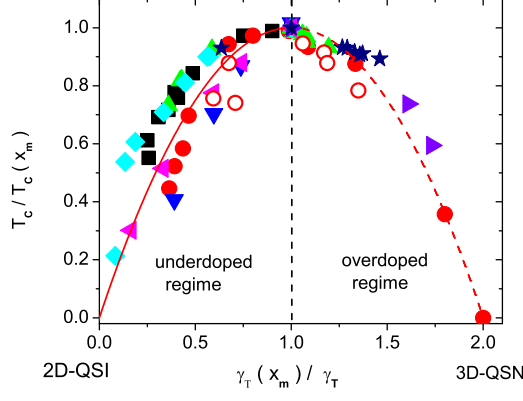 1.0
0.8
0.6
0.4
0.2
0.0
T_c / T_c ( x_m )
underdoped
regime
overdoped
regime
0.0 0.5 1.0 1.5 2.0
2D-QSI
γ_T ( x_m ) / γ_T
3D-QSN